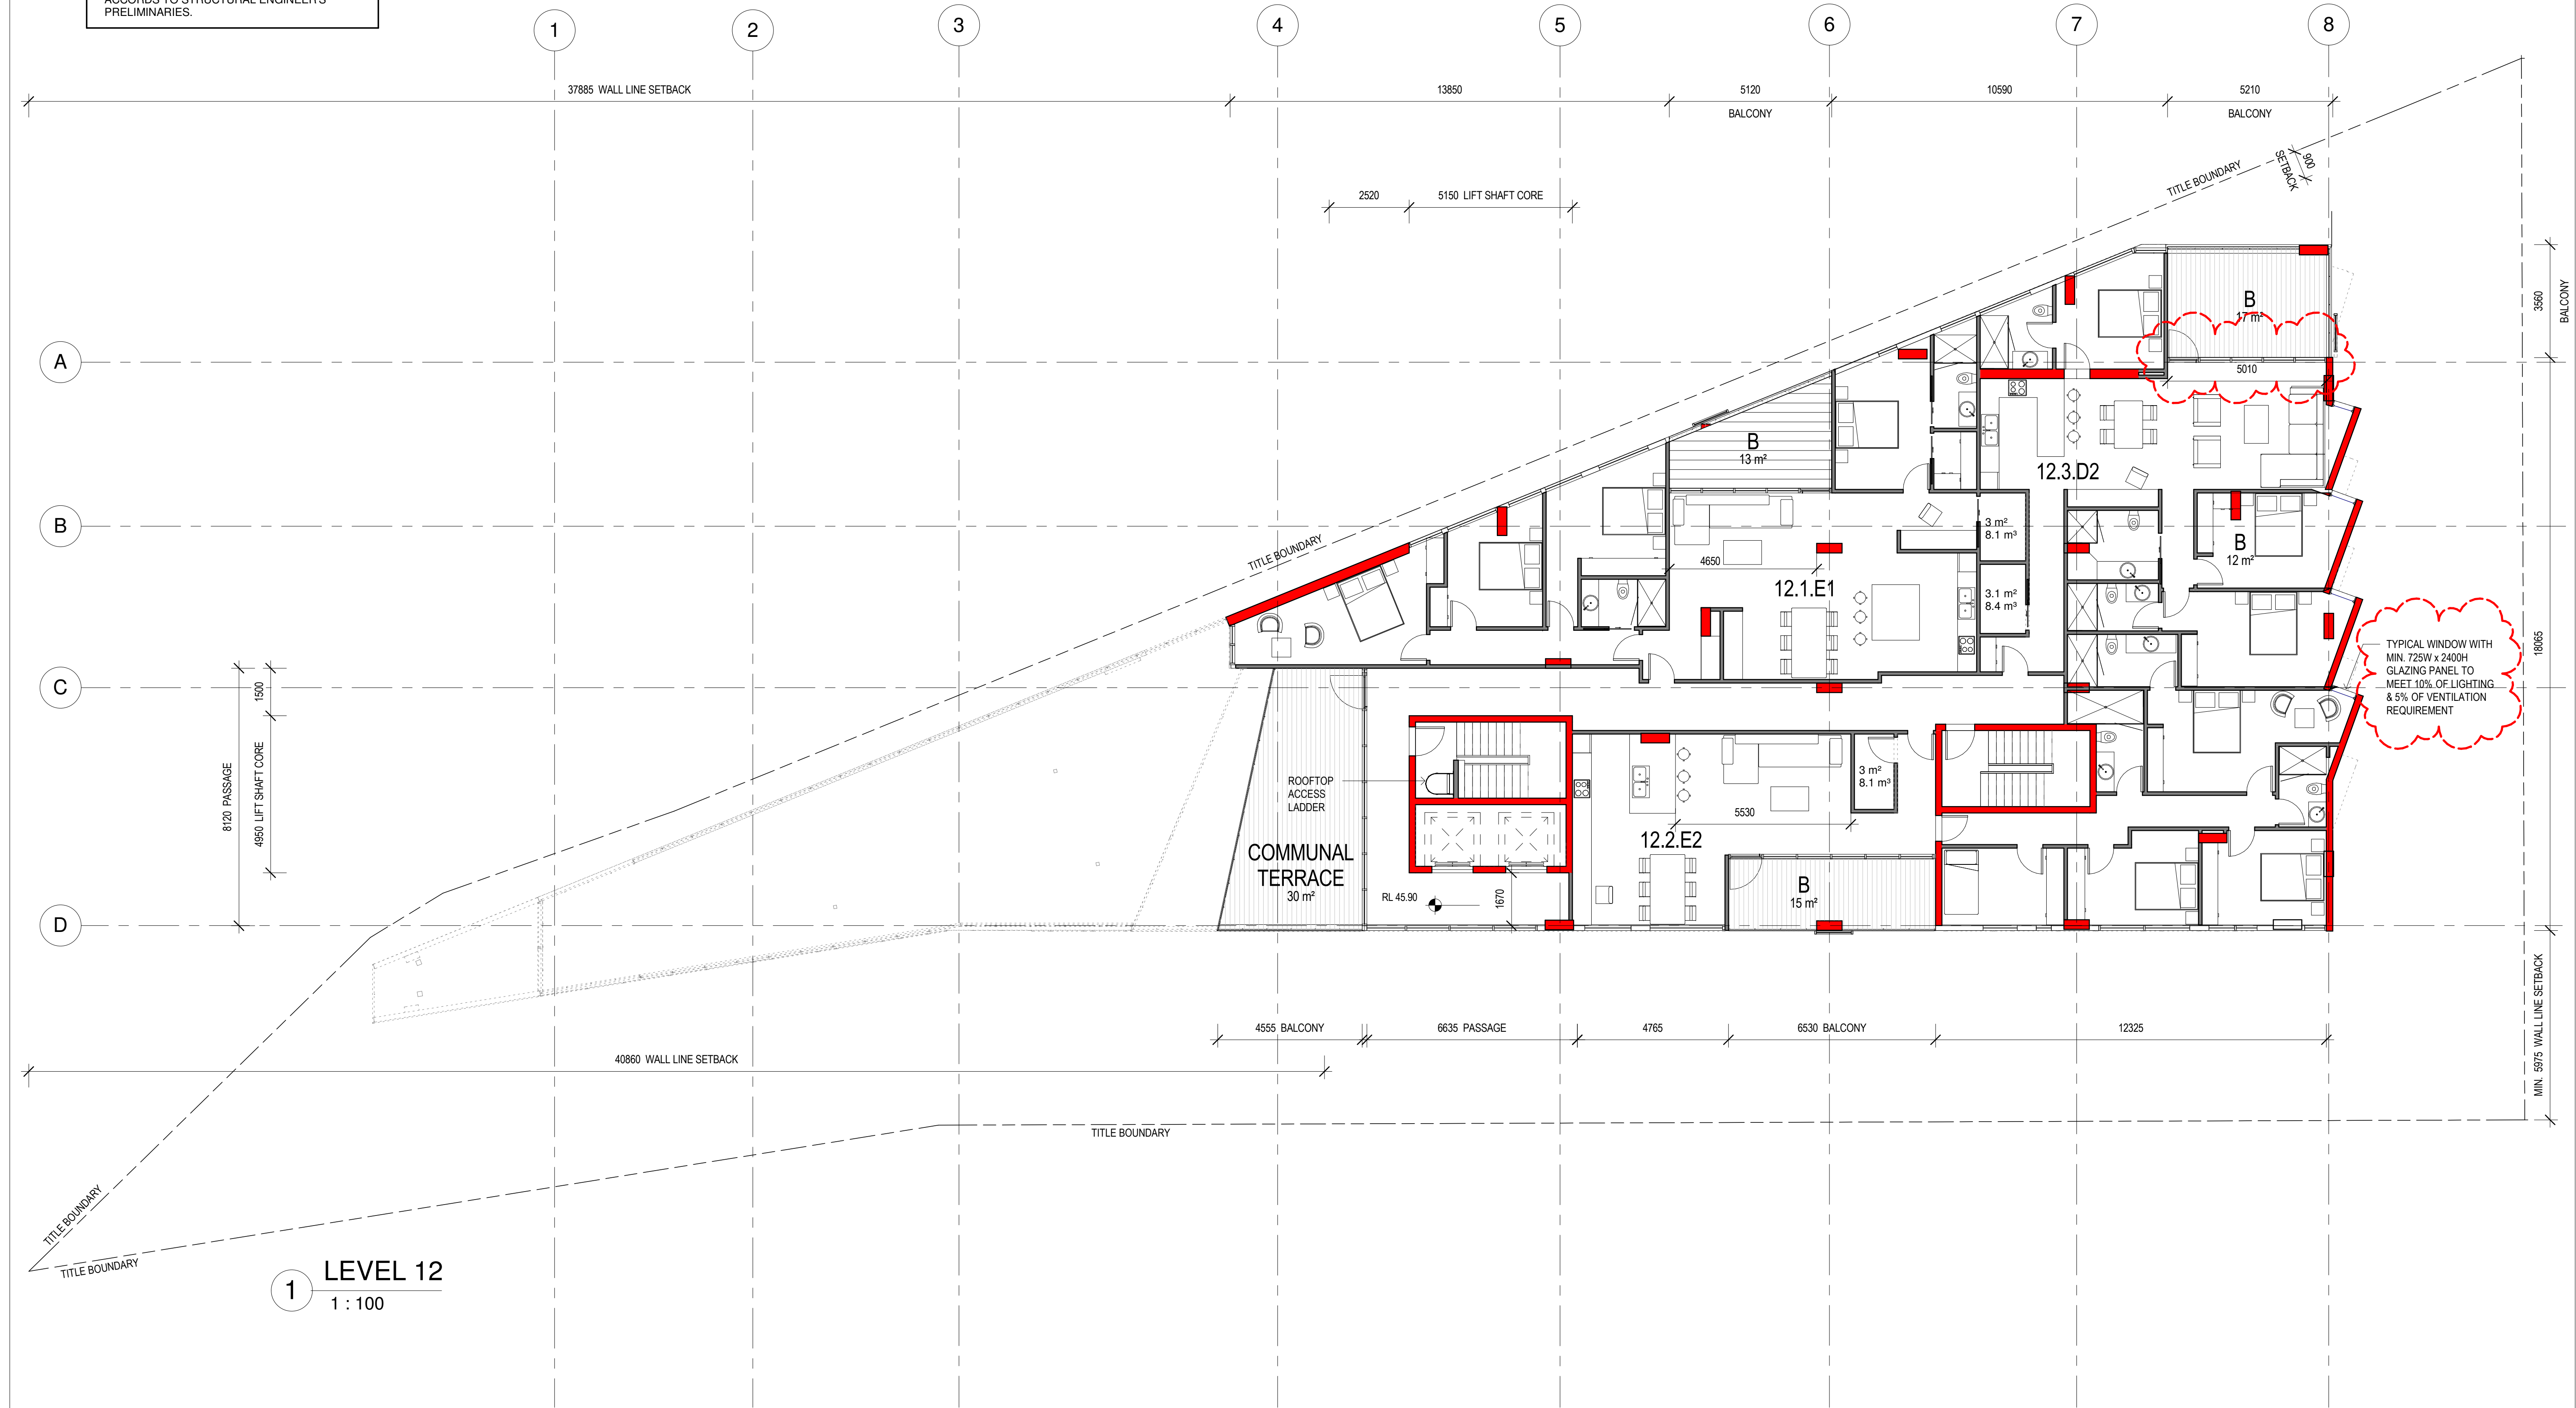 ACCORDS TO STRUCTURAL ENGINEER'S
PRELIMINARIES.
1
2
3
4
5
6
7
8
37885 WALL LINE SETBACK
13850
5120
BALCONY
10590
5210
BALCONY
2520
5150 LIFT SHAFT CORE
TITLE BOUNDARY
900
SETBACK
3560
BALCONY
A
B
17 m²
5010
B
13 m²
12.3.D2
B
TITLE BOUNDARY
3 m²
8.1 m³
B
12 m²
4650
12.1.E1
3.1 m²
8.4 m³
18065
TYPICAL WINDOW WITH
MIN. 725W x 2400H
GLAZING PANEL TO
MEET 10% OF LIGHTING
& 5% OF VENTILATION
REQUIREMENT
C
1500
8120 PASSAGE
4950 LIFT SHAFT CORE
ROOFTOP
ACCESS
LADDER
3 m²
8.1 m³
5530
12.2.E2
COMMUNAL
TERRACE
30 m²
RL 45.90
1670
B
15 m²
D
4555 BALCONY
6635 PASSAGE
4765
6530 BALCONY
12325
MIN. 5975 WALL LINE SETBACK
40860 WALL LINE SETBACK
TITLE BOUNDARY
TITLE BOUNDARY
TITLE BOUNDARY
1
LEVEL 12
1 : 100